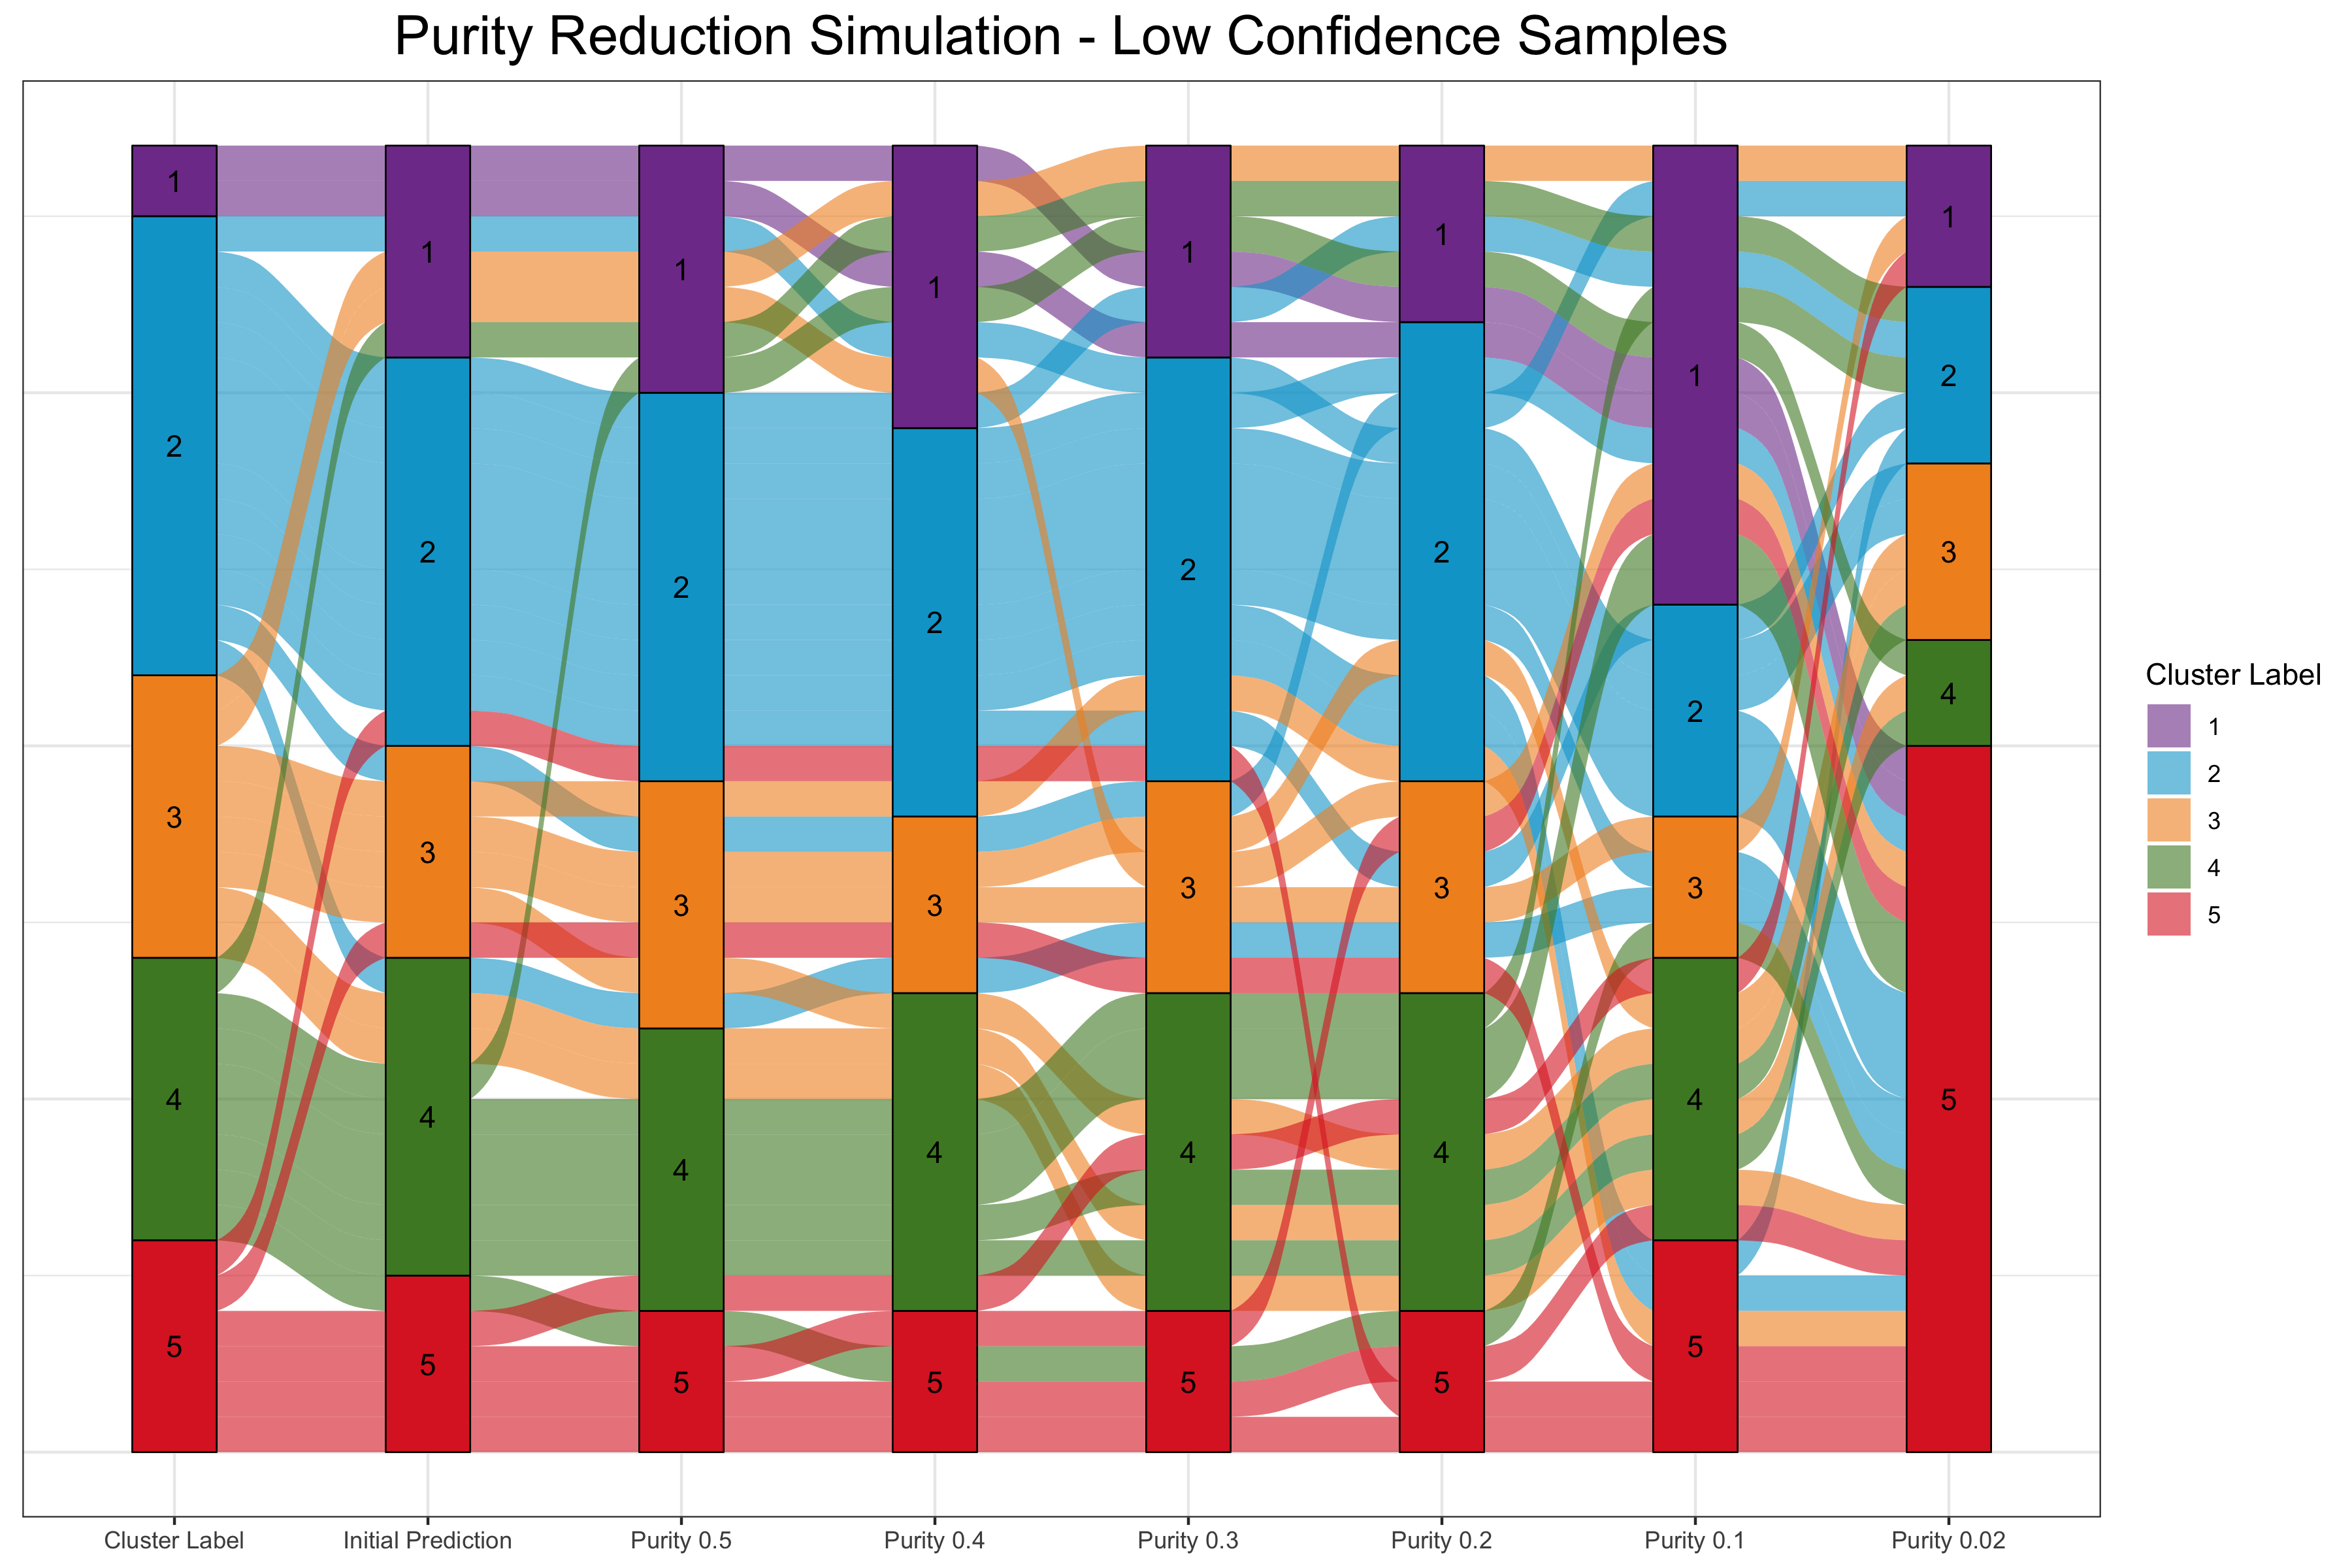 Purity Reduction Simulation - Low Confidence Samples
1 1 1 1 1 1 1 1
2 2 2 2 2 2 2 2
3 3 3 3 3 3 3 3
4 4 4 4 4 4 4 4
5 5 5 5 5 5 5 5
Cluster Label Initial Prediction Purity 0.5 Purity 0.4 Purity 0.3 Purity 0.2 Purity 0.1 Purity 0.02
Cluster Label
1
2
3
4
5